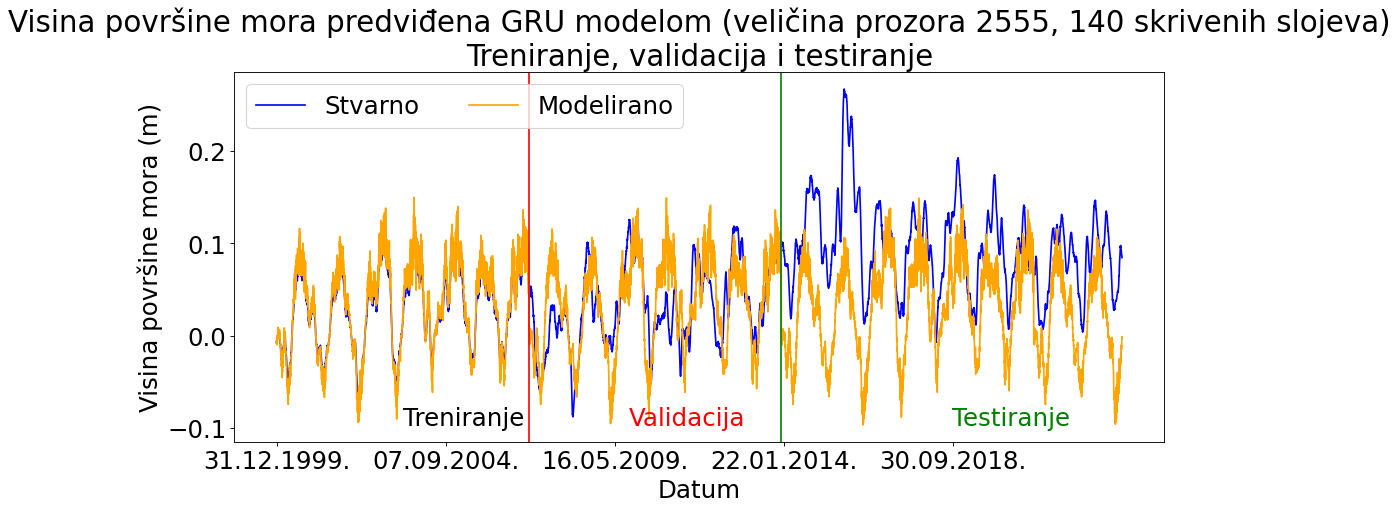 Visina površine mora predviđena GRU modelom (veličina prozora 2555, 140 skrivenih slojeva)
Treniranje, validacija i testiranje
Stvarno
Modelirano
Visina površine mora (m)
0.2
0.1
0.0
−0.1
Treniranje
Validacija
Testiranje
31.12.1999.
07.09.2004.
16.05.2009.
22.01.2014.
30.09.2018.
Datum